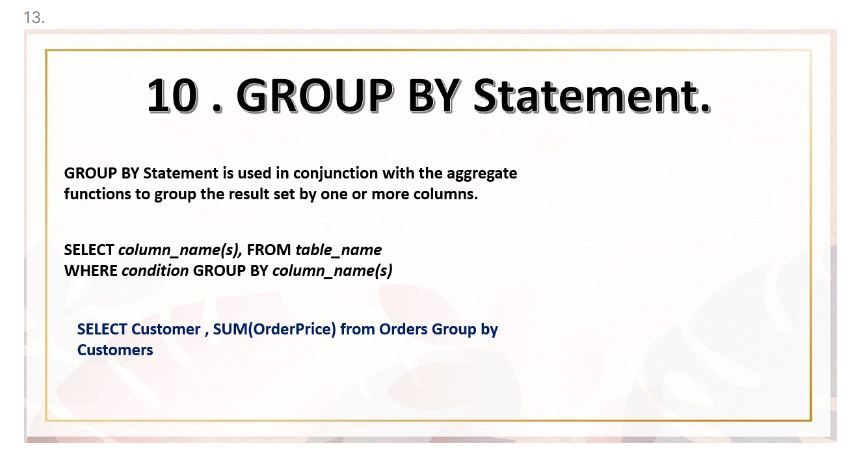 13.
10 . GROUP BY Statement.
GROUP BY Statement is used in conjunction with the aggregate
functions to group the result set by one or more columns.
SELECT column_name(s), FROM table_name
WHERE condition GROUP BY column_name(s)
SELECT Customer , SUM(OrderPrice) from Orders Group by
Customers